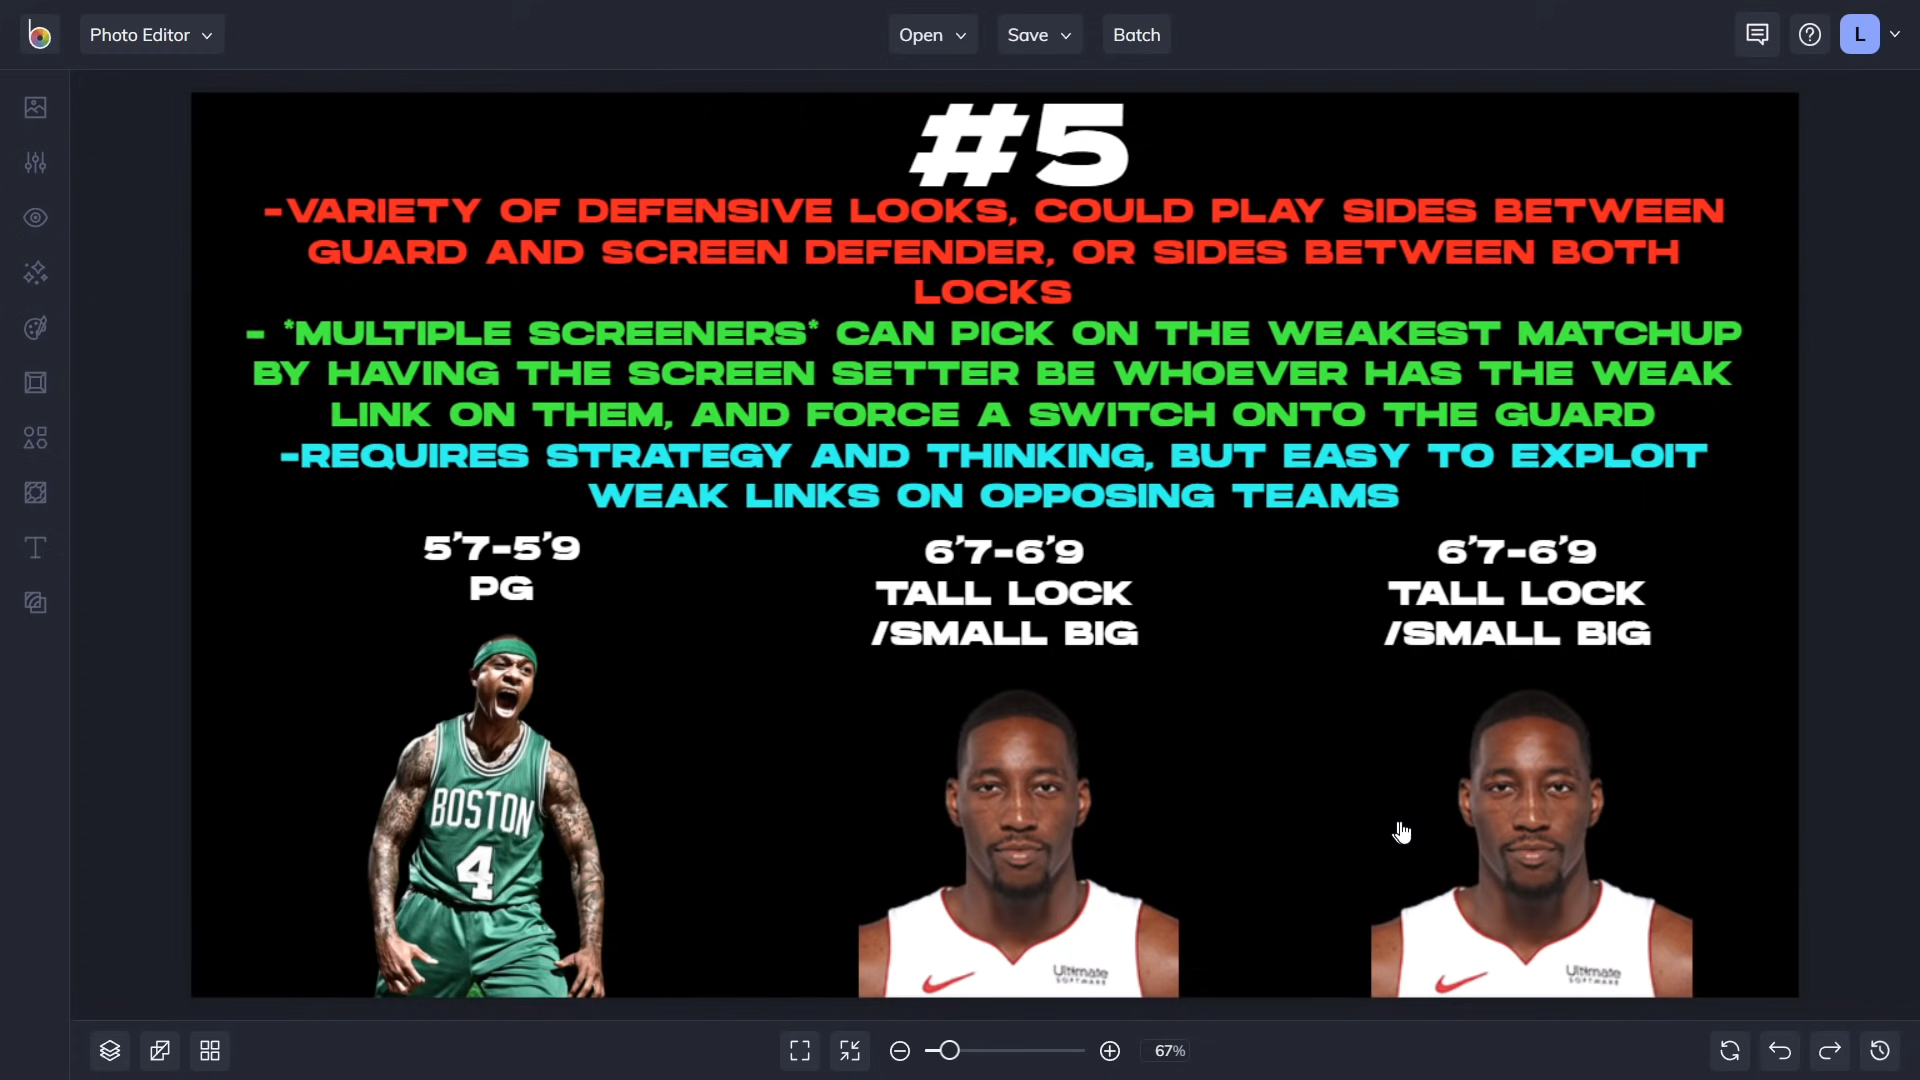 Photo Editor
Open
Save
Batch
L
#5
-VARIETY OF DEFENSIVE LOOKS, COULD PLAY SIDES BETWEEN
GUARD AND SCREEN DEFENDER, OR SIDES BETWEEN BOTH
LOCKS
- *MULTIPLE SCREENERS* CAN PICK ON THE WEAKEST MATCHUP
BY HAVING THE SCREEN SETTER BE WHOEVER HAS THE WEAK
LINK ON THEM, AND FORCE A SWITCH ONTO THE GUARD
-REQUIRES STRATEGY AND THINKING, BUT EASY TO EXPLOIT
WEAK LINKS ON OPPOSING TEAMS
5'7-5'9
PG
6'7-6'9
TALL LOCK
/SMALL BIG
6'7-6'9
TALL LOCK
/SMALL BIG
BOSTON
4
Ultimate
SOFTWARE
Ultimate
SOFTWARE
67%